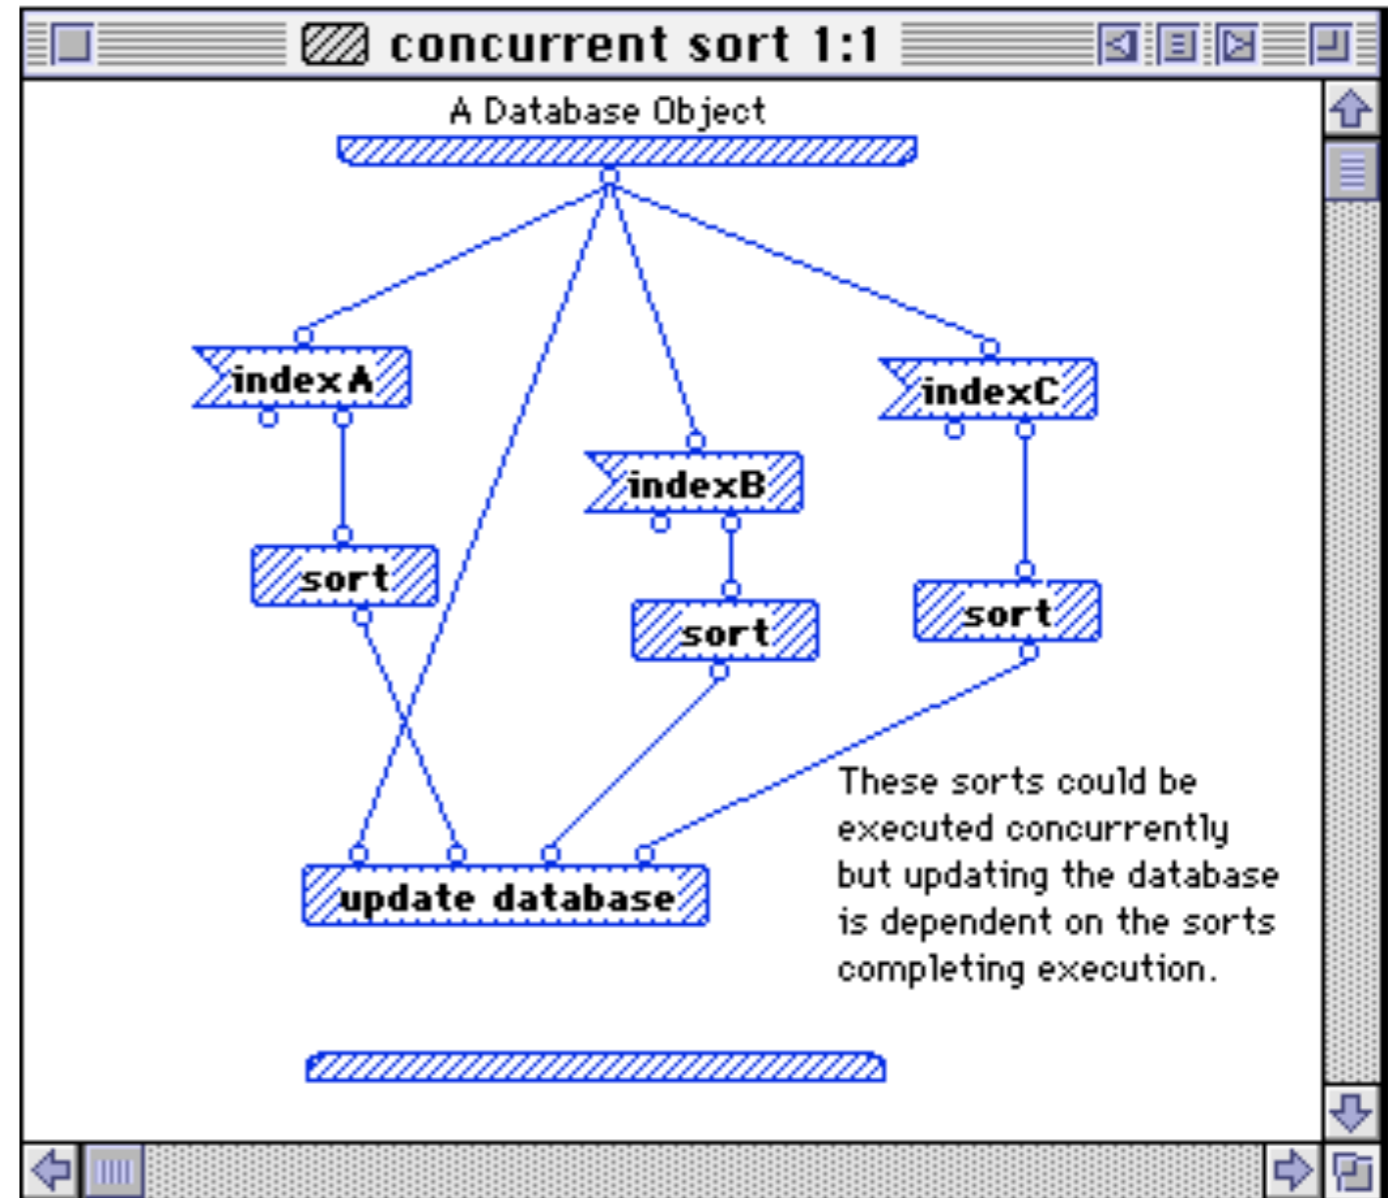 concurrent sort 1:1
A Database Object
indexA
indexC
indexB
sort
sort
sort
These sorts could be
executed concurrently
but updating the database
is dependent on the sorts
completing execution.
update database